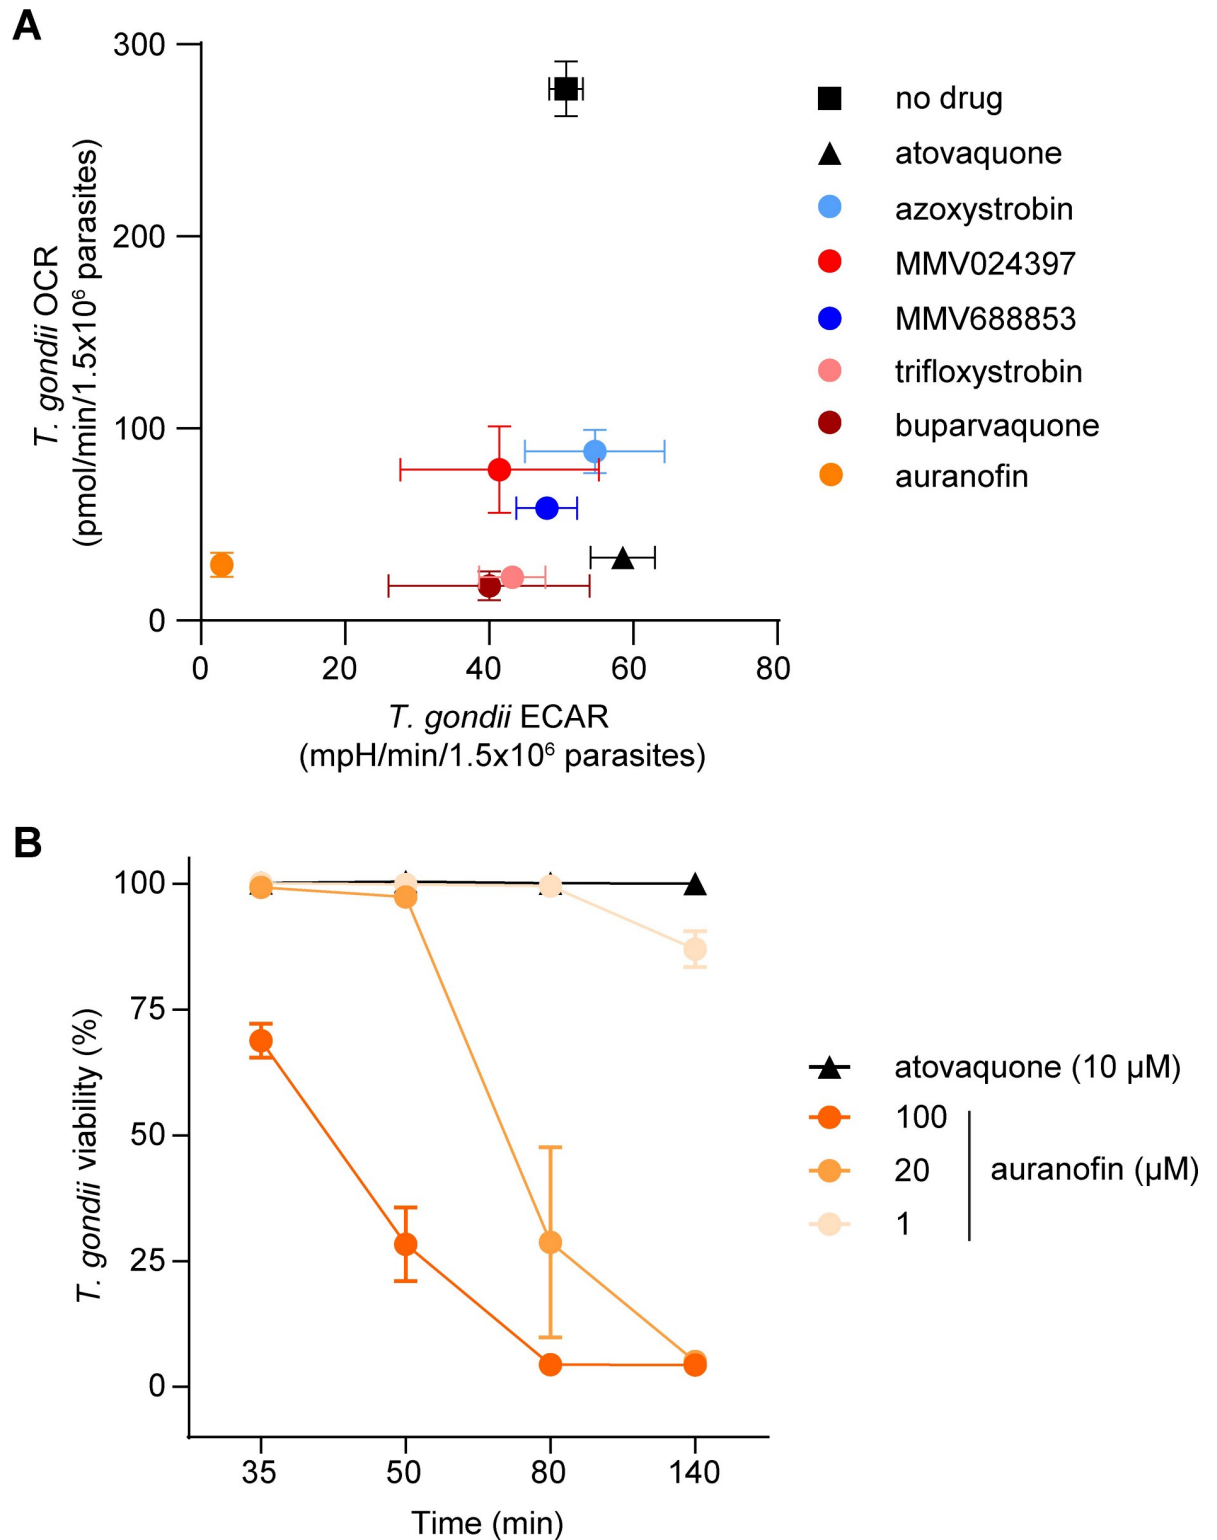 A
300
200
100
0
0 20 40 60 80
T. gondii OCR
(pmol/min/1.5x10⁶ parasites)
T. gondii ECAR
(mpH/min/1.5x10⁶ parasites)
no drug
atovaquone
azoxystrobin
MMV024397
MMV688853
trifloxystrobin
buparvaquone
auranofin
B
100
75
50
25
0
35 50 80 140
T. gondii viability (%)
Time (min)
atovaquone (10 µM)
100
20 auranofin (µM)
1